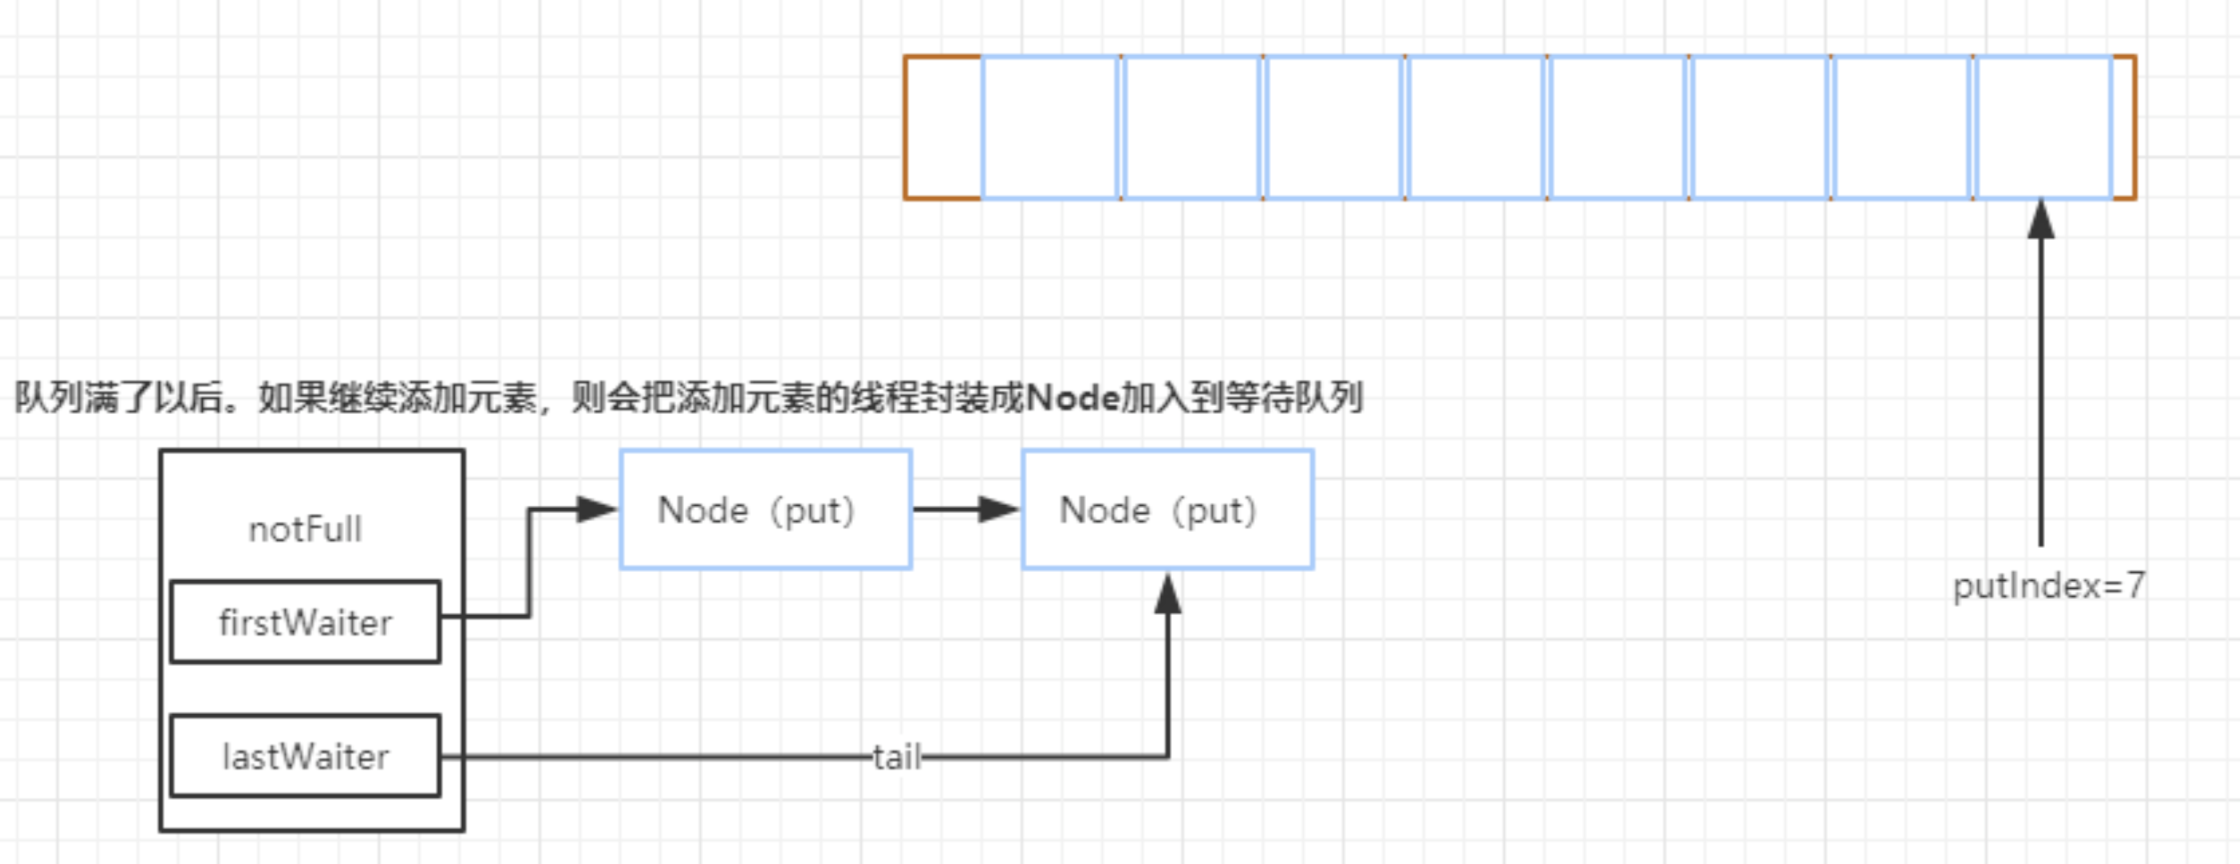 队列满了以后。如果继续添加元素，则会把添加元素的线程封装成Node加入到等待队列
notFull
Node（put）
Node（put）
firstWaiter
putIndex=7
lastWaiter
tail